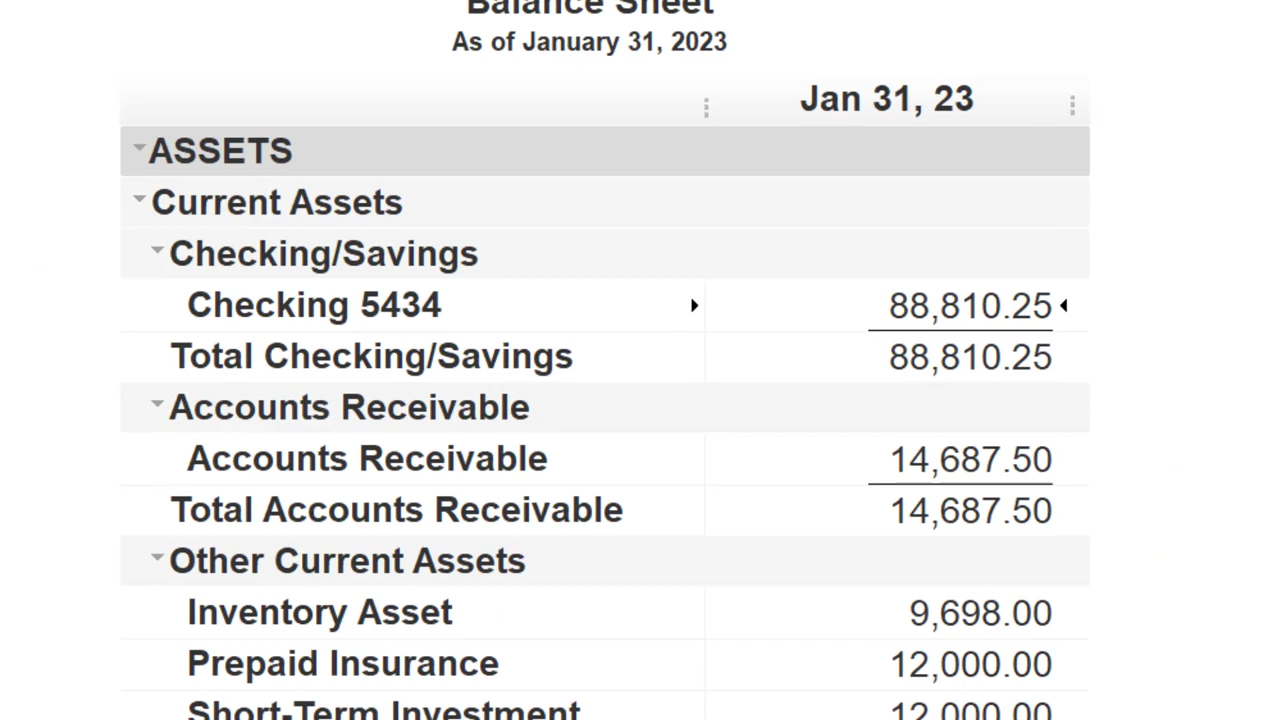 Balance Sheet
As of January 31, 2023
Jan 31, 23
ASSETS
Current Assets
Checking/Savings
Checking 5434 88,810.25
Total Checking/Savings 88,810.25
Accounts Receivable
Accounts Receivable 14,687.50
Total Accounts Receivable 14,687.50
Other Current Assets
Inventory Asset 9,698.00
Prepaid Insurance 12,000.00
Short-Term Investment 12,000.00